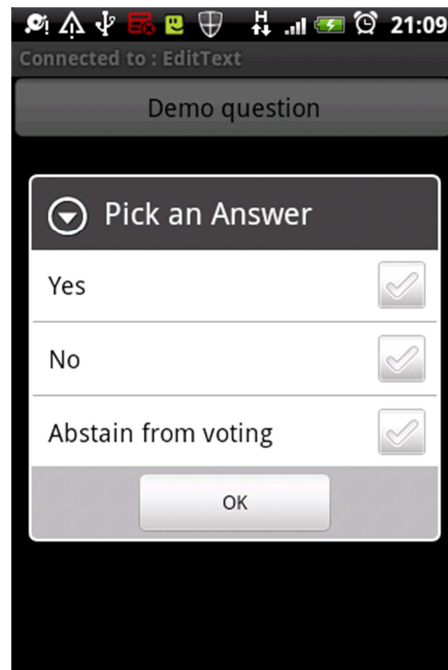 H
21:09
Connected to : EditText
Demo question
Pick an Answer
Yes
No
Abstain from voting
OK